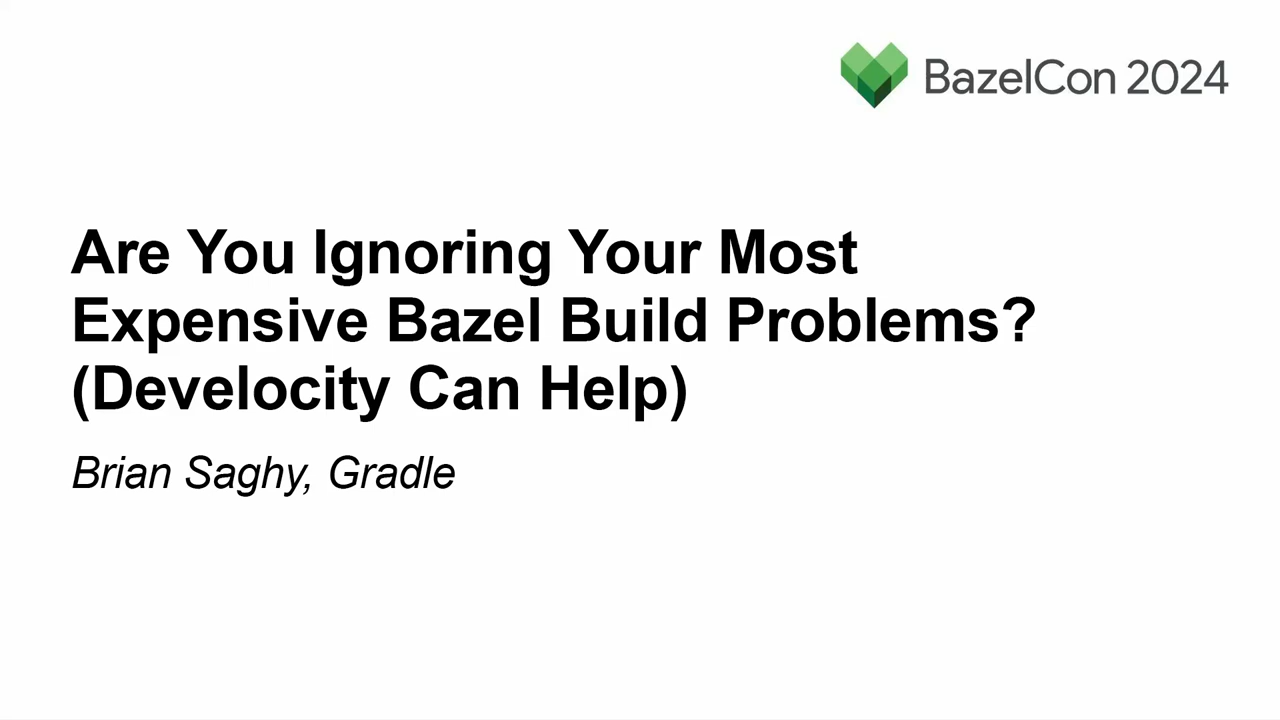 BazelCon 2024
Are You Ignoring Your Most
Expensive Bazel Build Problems?
(Develocity Can Help)
Brian Saghy, Gradle